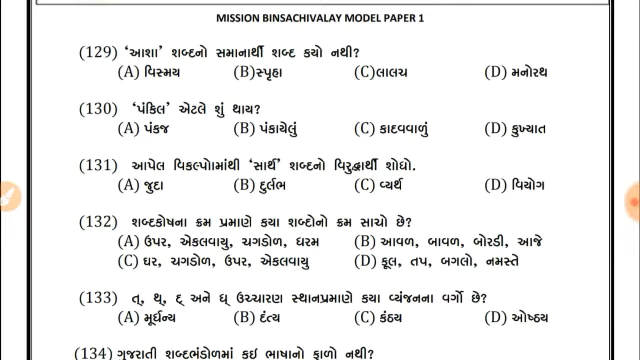 MISSION BINSACHIVALAY MODEL PAPER 1
(129) ‘આશા’ શબ્દનો સમાનાર્થી શબ્દ કયો નથી?
(A) વિસ્મય (B)સ્પૃહા (C)લાલચ (D) મનોરથ
(130) ‘પંકિલ’ એટલે શું થાય?
(A) પંકજ (B) પંકાયેલું (C) કાદવવાળું (D) કુખ્યાત
(131) આપેલ વિકલ્પોમાંથી ‘સાર્થ’ શબ્દનો વિરુદ્ધાર્થી શોધો.
(A) જુદા (B) દુર્લભ (C) વ્યર્થ (D) વિયોગ
(132) શબ્દકોષના ક્રમ પ્રમાણે કયા શબ્દોનો ક્રમ સાચો છે?
(A) ઉપર, એકલવાયુ, ચગડોળ, ધરમ (B) આવળ, બાવળ, બોરડી, આજે
(C) ઘર, ચગડોળ, ઉપર, એકલવાયુ (D) ફૂલ, તપ, બગલો, નમસ્તે
(133) ત્, થ્, દ્ અને ધ્ ઉચ્ચારણ સ્થાનપ્રમાણે કયા વ્યંજનના વર્ગો છે?
(A) મૂર્ધન્ય (B) દંત્ય (C) કંઠય (D) ઓષ્ઠય
(134) ગુજરાતી શબ્દભંડોળમાં કઇ ભાષાનો ફાળો નથી?